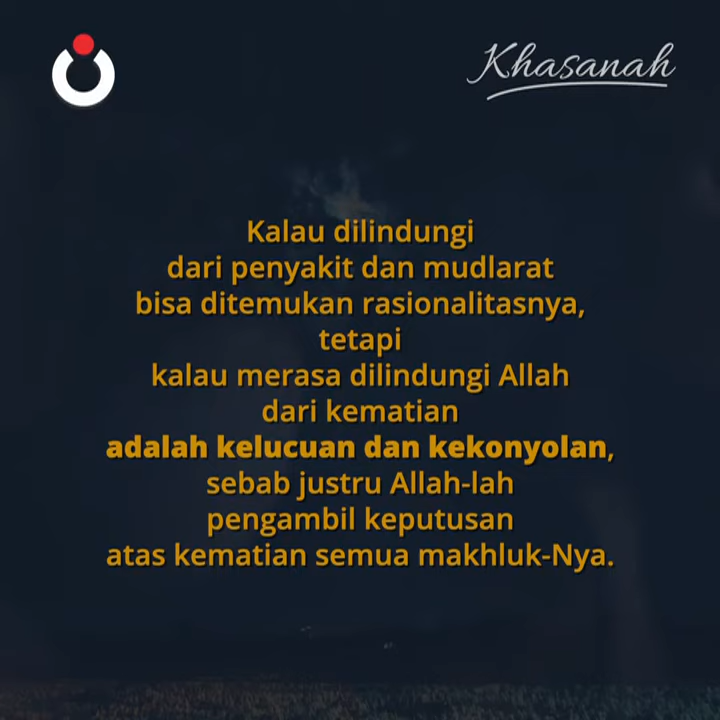 Khasanah
Kalau dilindungi
dari penyakit dan mudlarat
bisa ditemukan rasionalitasnya,
tetapi
kalau merasa dilindungi Allah
dari kematian
adalah kelucuan dan kekonyolan,
sebab justru Allah-lah
pengambil keputusan
atas kematian semua makhluk-Nya.